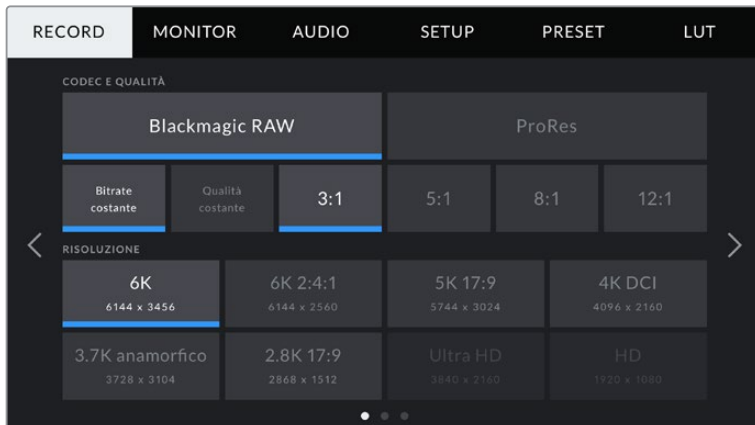 RECORD MONITOR AUDIO SETUP PRESET LUT
CODEC E QUALITÀ
Blackmagic RAW ProRes
Bitrate costante Qualità costante 3:1 5:1 8:1 12:1
RISOLUZIONE
6K 6K 2:4:1 5K 17:9 4K DCI
6144 x 3456 6144 x 2560 5744 x 3024 4096 x 2160
3.7K anamorfico 2.8K 17:9 Ultra HD HD
3728 x 3104 2868 x 1512 3840 x 2160 1920 x 1080